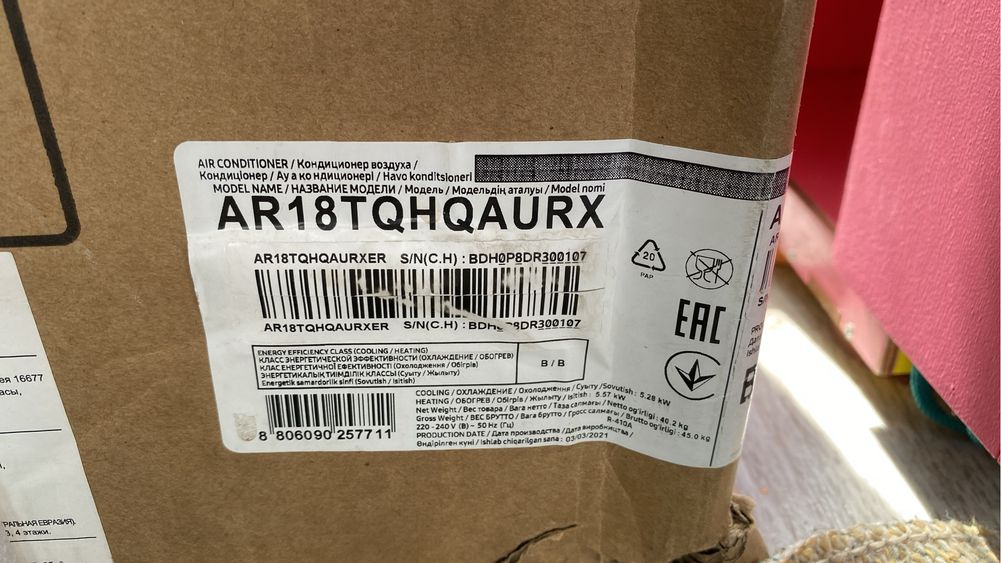 AIR CONDITIONER / Кондиционер воздуха /
Кондиціонер / Ауа кондиционері / Havo konditsioneri
MODEL NAME / НАЗВАНИЕ МОДЕЛИ / Модель / Модельдің аталуы / Model nomi
AR18TQHQAURX
AR18TQHQAURXER S/N(C.H) : BDH0P8DR300107
AR18TQHQAURXER S/N(C.H) : BDH P8DR300107
ENERGY EFFICIENCY CLASS (COOLING / HEATING)
КЛАСС ЭНЕРГЕТИЧЕСКОЙ ЭФФЕКТИВНОСТИ (ОХЛАЖДЕНИЕ / ОБОГРЕВ)
КЛАС ЕНЕРГЕТИЧНОЇ ЕФЕКТИВНОСТІ (Охолодження / Обігрів)
ЭНЕРГЕТИКАЛЫК ТИІМДІЛІК КЛАССЫ (Суыту / Жылыту)
Energetik samardorlik sinfi (Sovutish / Isitish)
B / B
COOLING / ОХЛАЖДЕНИЕ / Охолодження / Суыту / Sovutish : 5.28 kW
HEATING / ОБОГРЕВ / Обігрів / Жылыту / Isitish : 5.57 kW
Net Weight / Вес товара / Вага нетто / Таза салмағы / Netto og'irligi : 40.2 kg
Gross Weight / ВЕС БРУТТО / Вага брутто / Гросс салмағы / Brutto og'irligi : 45.0 kg
220 - 240 V (В) ~ 50 Hz (Гц) R-410A
PRODUCTION DATE / Дата производства / Дата виробництва /
Өндірілген күні / Ishlab chiqarilgan sana : 03/03/2021
8 806090 257711
20
PAP
EAC
ея 16677
асы,
РАЛЬНАЯ ЕВРАЗИЯ).
3, 4 этажи.